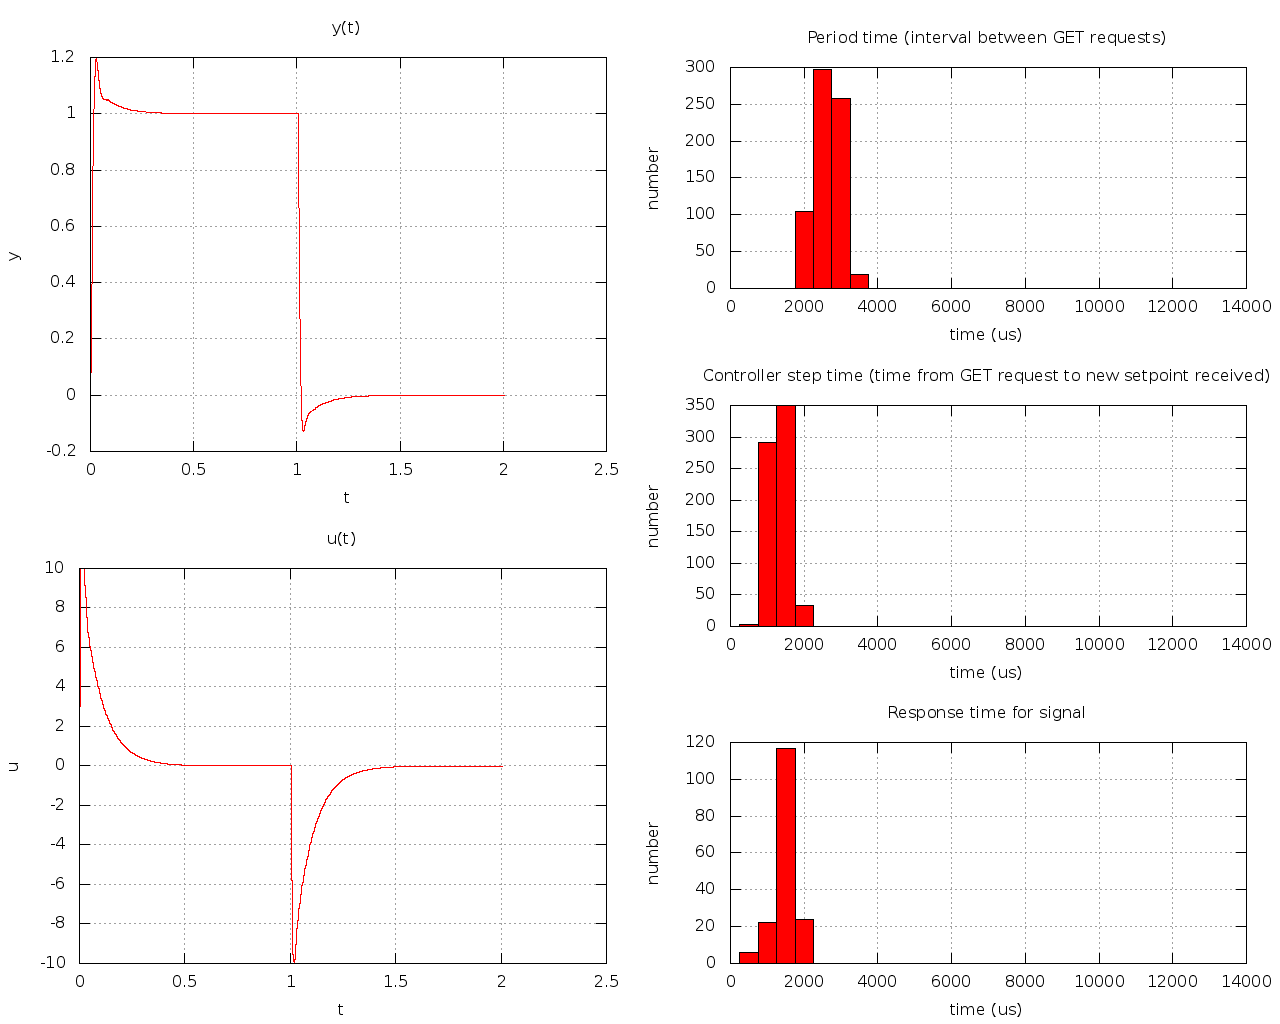 y(t)
1.2
1
0.8
0.6
0.4
0.2
0
-0.2
y
0 0.5 1 1.5 2 2.5
t
u(t)
10
8
6
4
2
0
-2
-4
-6
-8
-10
u
0 0.5 1 1.5 2 2.5
t
Period time (interval between GET requests)
300
250
200
150
100
50
0
number
0 2000 4000 6000 8000 10000 12000 14000
time (us)
Controller step time (time from GET request to new setpoint received)
350
300
250
200
150
100
50
0
number
0 2000 4000 6000 8000 10000 12000 14000
time (us)
Response time for signal
120
100
80
60
40
20
0
number
0 2000 4000 6000 8000 10000 12000 14000
time (us)